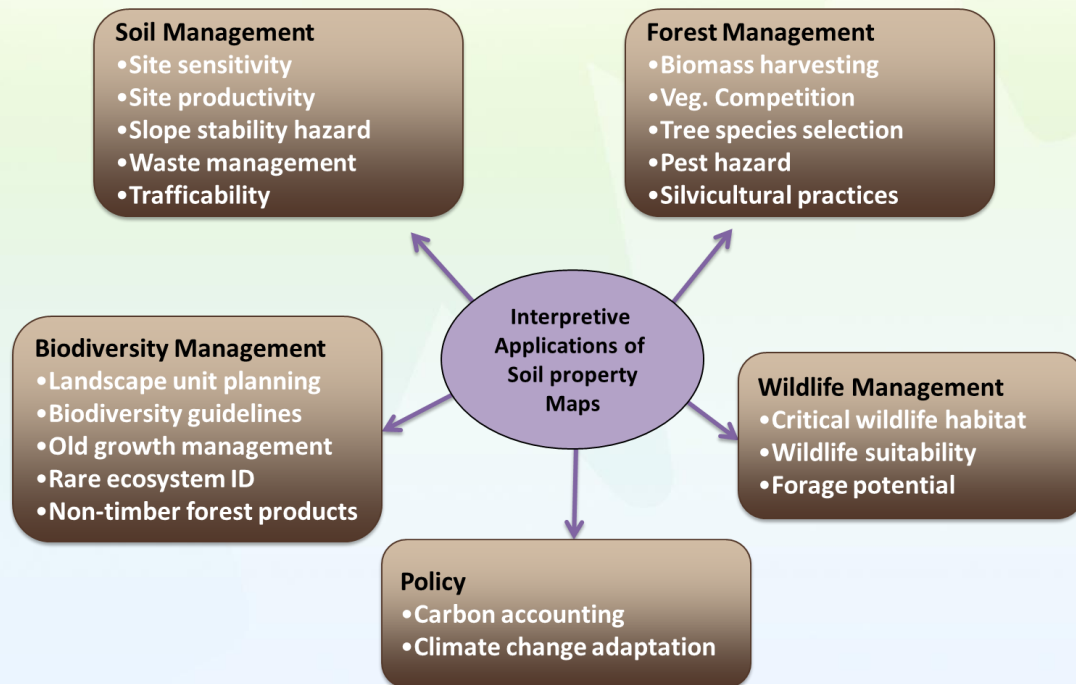 Soil Management
•Site sensitivity
•Site productivity
•Slope stability hazard
•Waste management
•Trafficability
Forest Management
•Biomass harvesting
•Veg. Competition
•Tree species selection
•Pest hazard
•Silvicultural practices
Interpretive
Applications of
Soil property
Maps
Biodiversity Management
•Landscape unit planning
•Biodiversity guidelines
•Old growth management
•Rare ecosystem ID
•Non-timber forest products
Wildlife Management
•Critical wildlife habitat
•Wildlife suitability
•Forage potential
Policy
•Carbon accounting
•Climate change adaptation